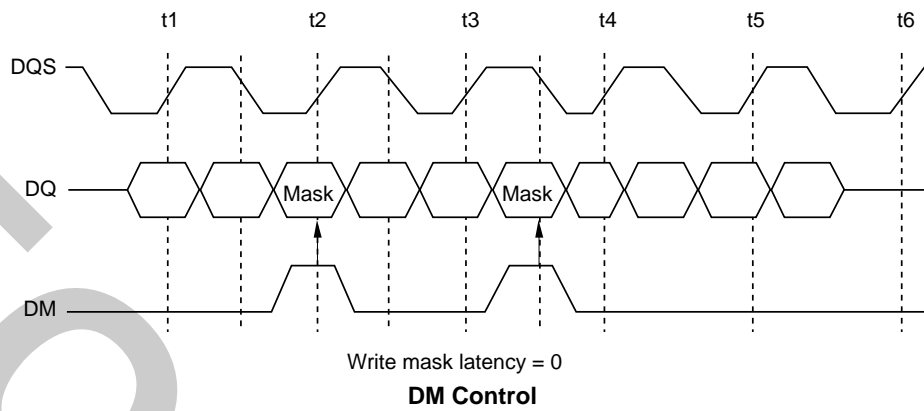 t1 t2 t3 t4 t5 t6
DQS
DQ Mask Mask
DM
Write mask latency = 0
DM Control